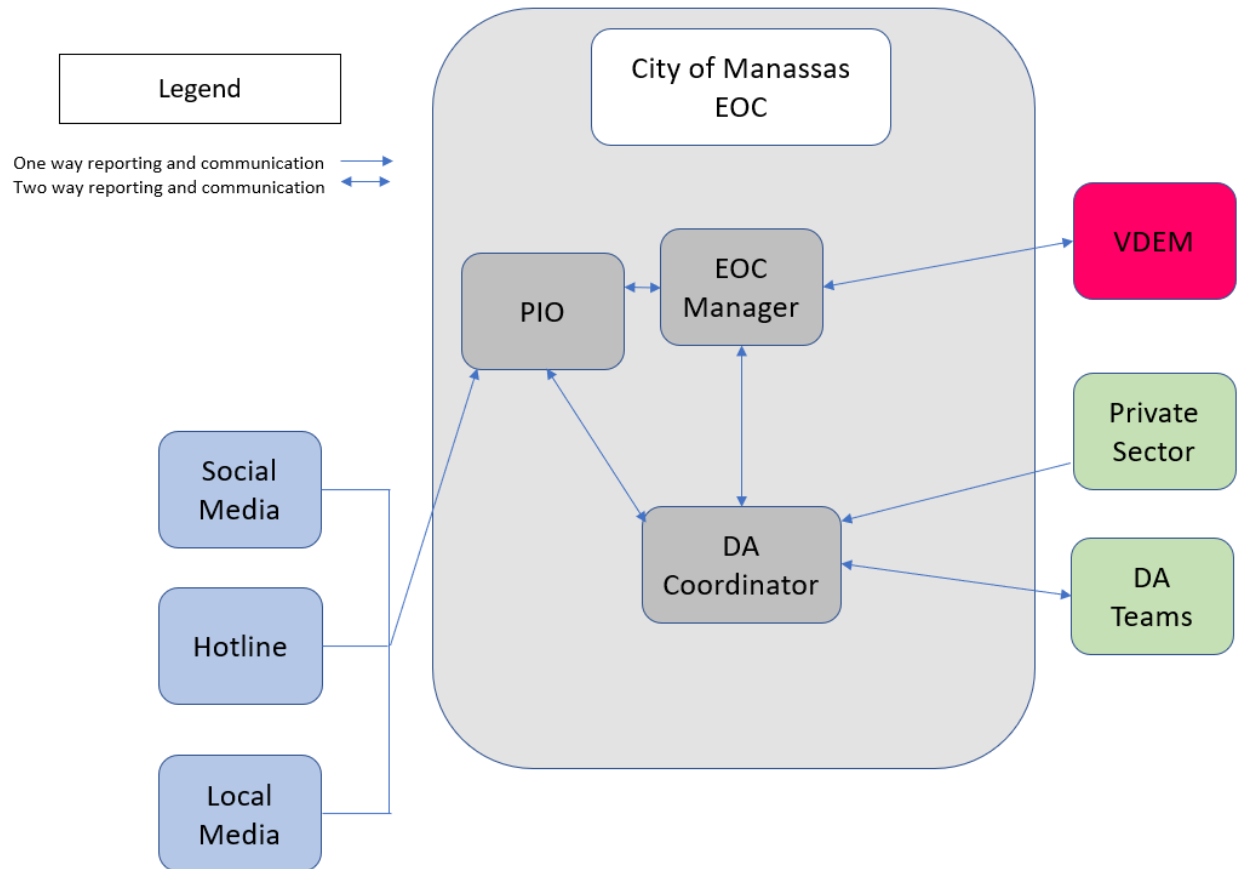 City of Manassas
EOC
Legend
One way reporting and communication
Two way reporting and communication
VDEM
EOC
Manager
PIO
Private
Sector
Social
Media
DA
Coordinator
DA
Teams
Hotline
Local
Media